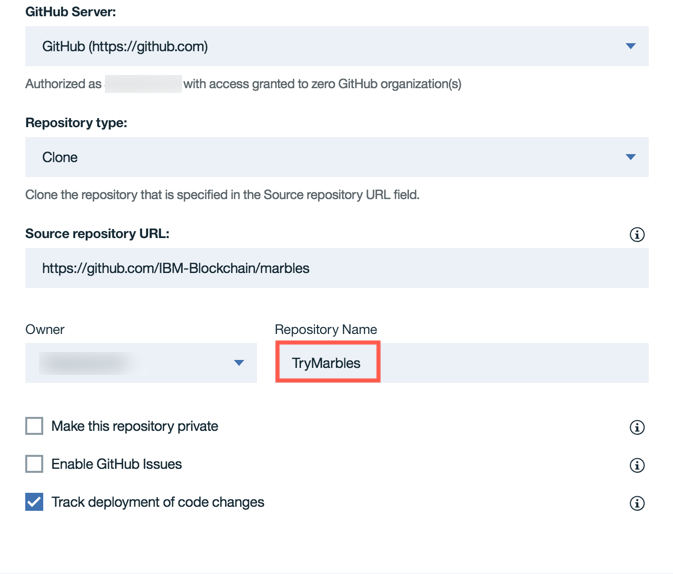 GitHub Server:
GitHub (https://github.com)
Authorized as with access granted to zero GitHub organization(s)
Repository type:
Clone
Clone the repository that is specified in the Source repository URL field.
Source repository URL:
https://github.com/IBM-Blockchain/marbles
Owner
Repository Name
TryMarbles
Make this repository private
Enable GitHub Issues
Track deployment of code changes